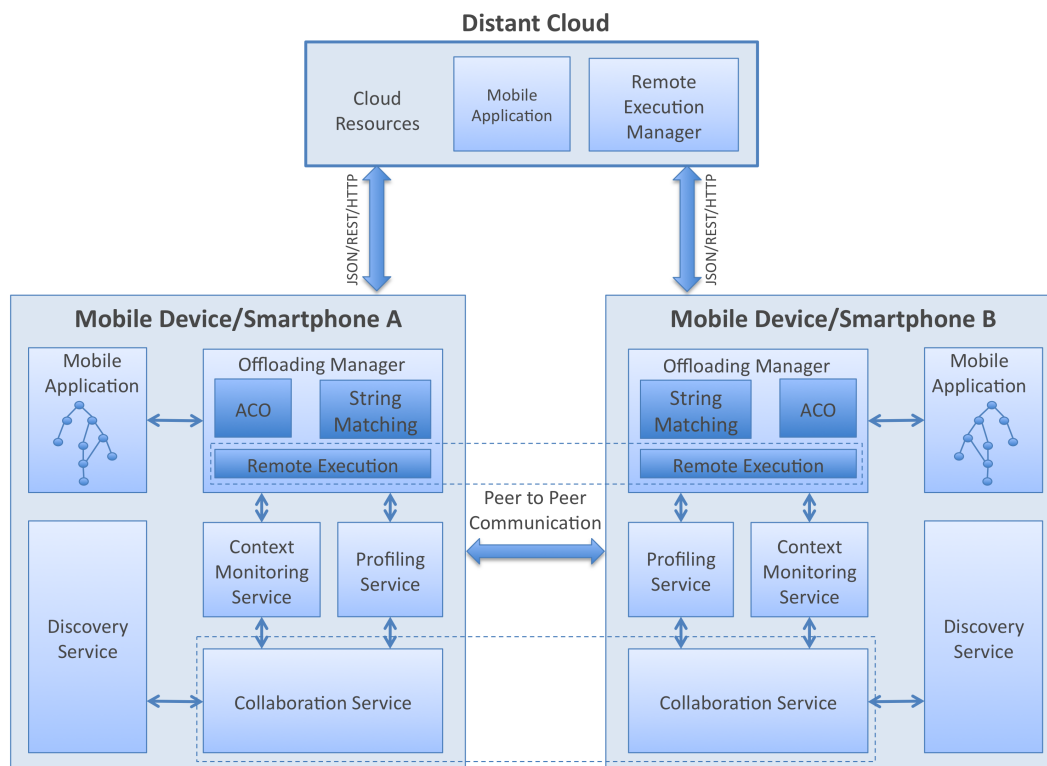 Distant Cloud
Cloud
Resources
Mobile
Application
Remote
Execution
Manager
JSON/REST/HTTP
JSON/REST/HTTP
Mobile Device/Smartphone A
Mobile
Application
Offloading Manager
ACO
String
Matching
Remote Execution
Context
Monitoring
Service
Profiling
Service
Discovery
Service
Collaboration Service
Peer to Peer
Communication
Mobile Device/Smartphone B
Offloading Manager
String
Matching
ACO
Remote Execution
Mobile
Application
Profiling
Service
Context
Monitoring
Service
Discovery
Service
Collaboration Service